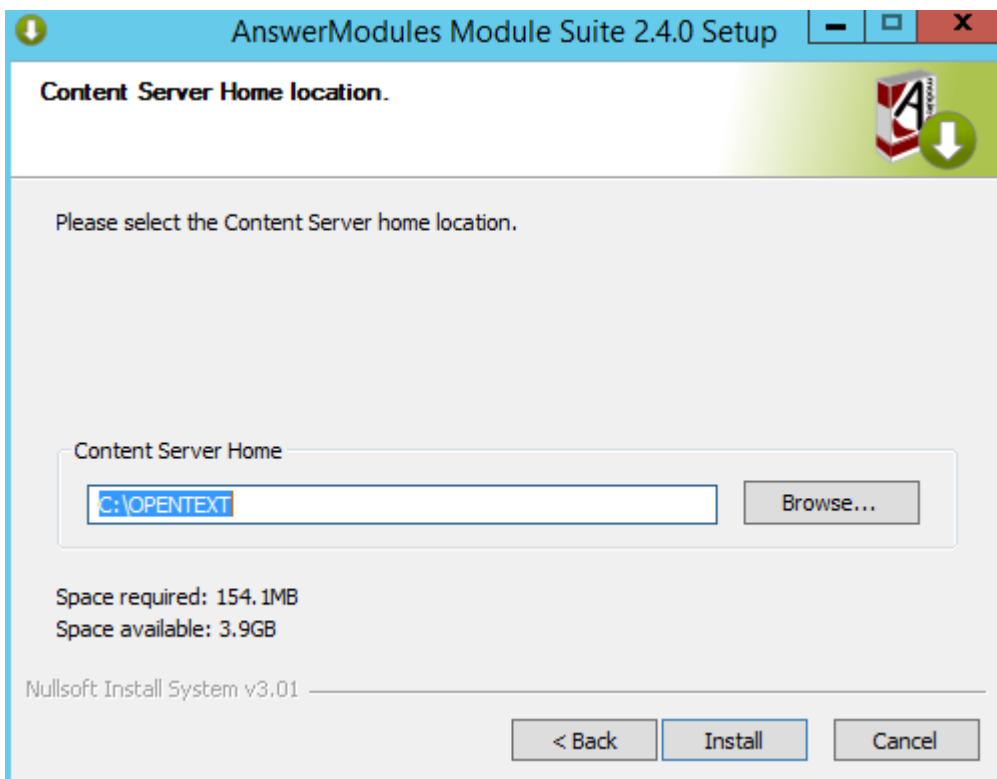 AnswerModules Module Suite 2.4.0 Setup
Content Server Home location.
Please select the Content Server home location.
Content Server Home
C:\OPENTEXT
Browse...
Space required: 154.1MB
Space available: 3.9GB
Nullsoft Install System v3.01
< Back
Install
Cancel